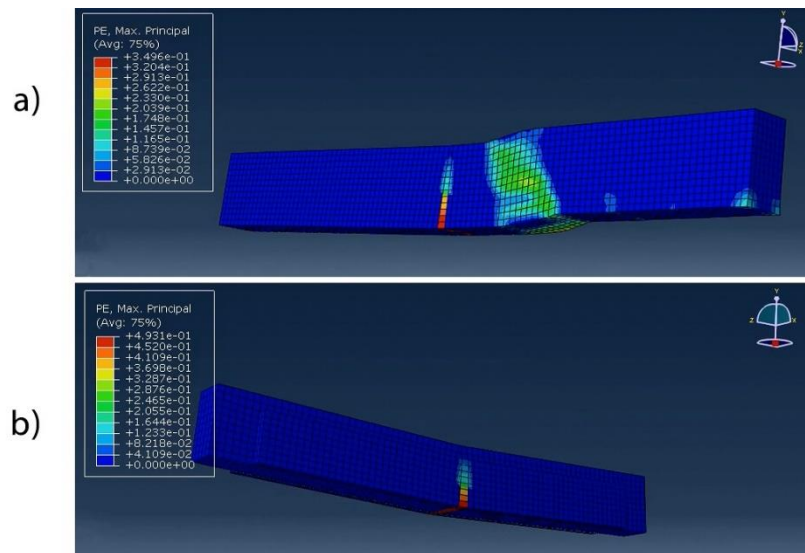 a)
PE, Max. Principal
(Avg: 75%)
+3.496e-01
+3.204e-01
+2.913e-01
+2.622e-01
+2.330e-01
+2.039e-01
+1.748e-01
+1.457e-01
+1.165e-01
+8.739e-02
+5.826e-02
+2.913e-02
+0.000e+00
Y
Z
X
b)
PE, Max. Principal
(Avg: 75%)
+4.931e-01
+4.520e-01
+4.109e-01
+3.698e-01
+3.287e-01
+2.876e-01
+2.465e-01
+2.055e-01
+1.644e-01
+1.233e-01
+8.218e-02
+4.109e-02
+0.000e+00
Y
Z X